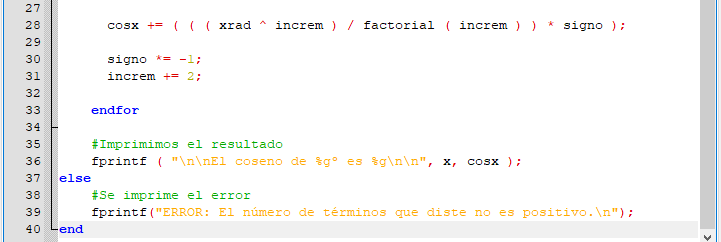 27
28 cosx += ( ( ( xrad ^ increm ) / factorial ( increm ) ) * signo );
29
30 signo *= -1;
31 increm += 2;
32
33 endfor
34
35 #Imprimimos el resultado
36 fprintf ( "\n\nEl coseno de %gº es %g\n\n", x, cosx );
37 else
38 #Se imprime el error
39 fprintf("ERROR: El número de términos que diste no es positivo.\n");
40 end